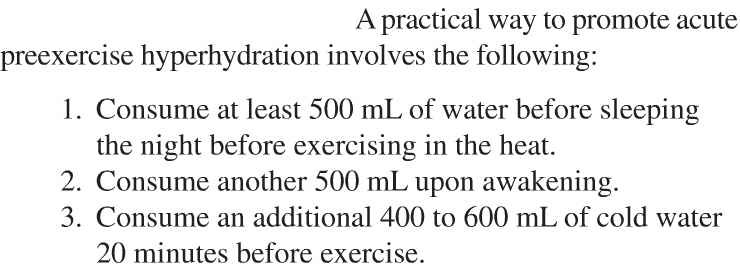 A practical way to promote acute
preexercise hyperhydration involves the following:
1. Consume at least 500 mL of water before sleeping
the night before exercising in the heat.
2. Consume another 500 mL upon awakening.
3. Consume an additional 400 to 600 mL of cold water
20 minutes before exercise.